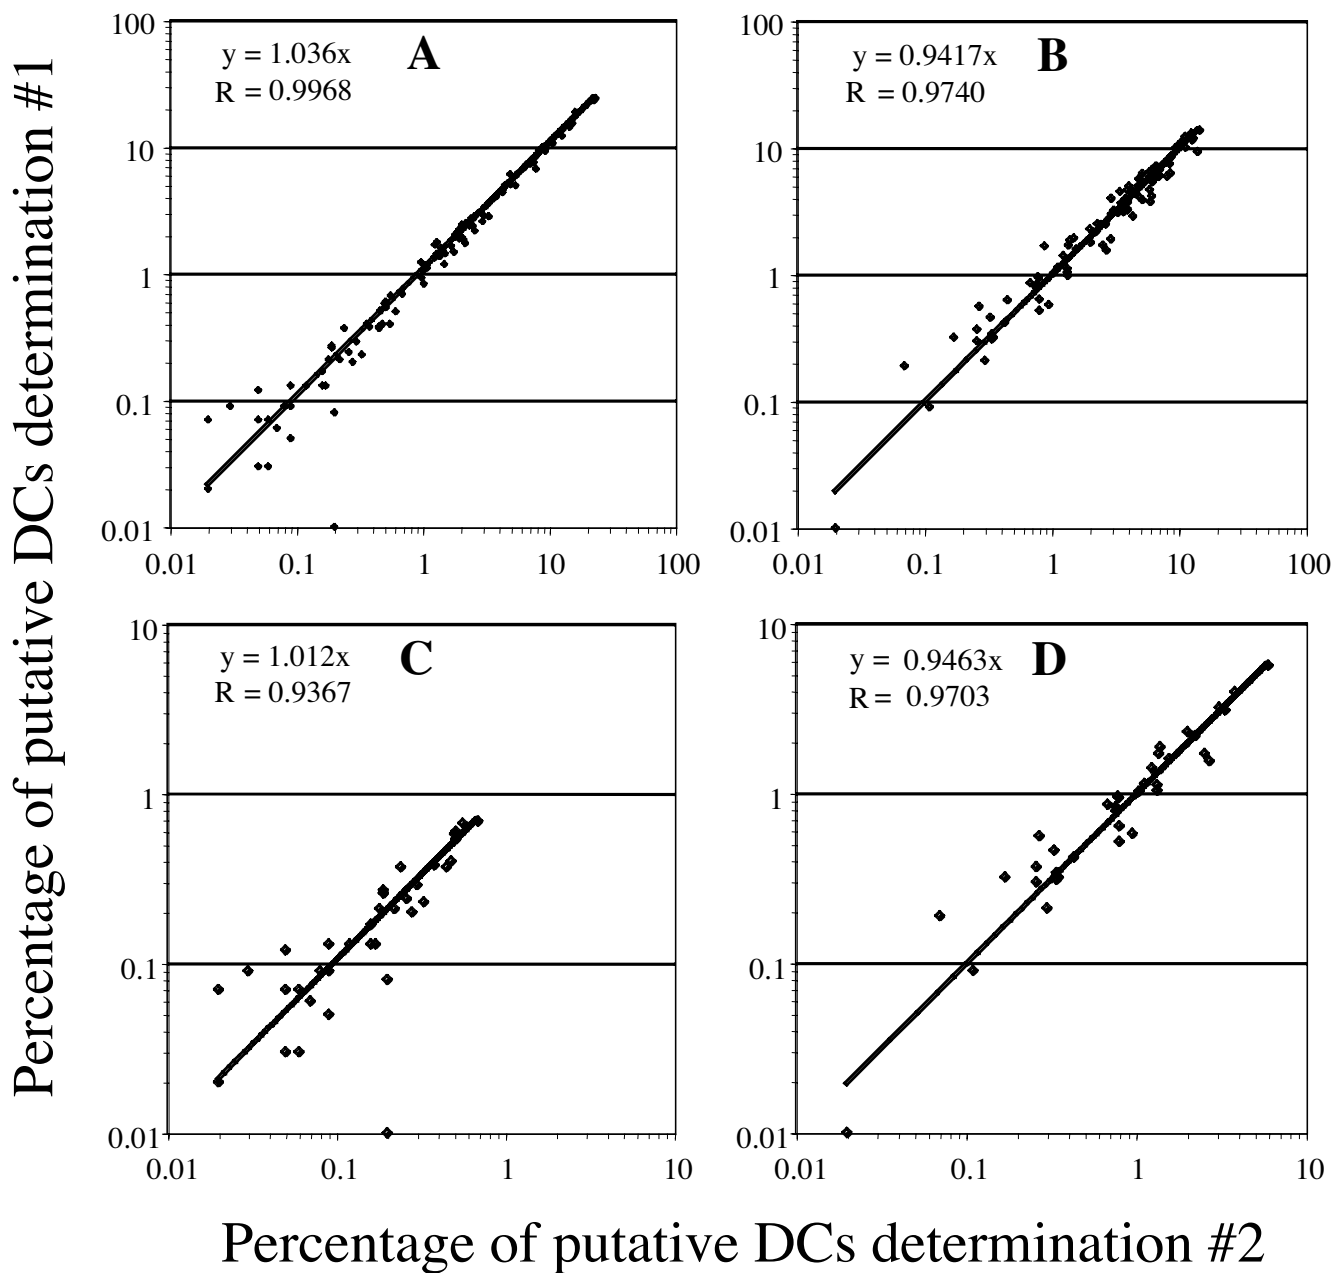 Percentage of putative DCs determination #1
100
10
1
0.1
0.01
y = 1.036x
R = 0.9968
A
0.01 0.1 1 10 100
100
10
1
0.1
0.01
y = 0.9417x
R = 0.9740
B
0.01 0.1 1 10 100
10
1
0.1
0.01
y = 1.012x
R = 0.9367
C
0.01 0.1 1 10
10
1
0.1
0.01
y = 0.9463x
R = 0.9703
D
0.01 0.1 1 10
Percentage of putative DCs determination #2